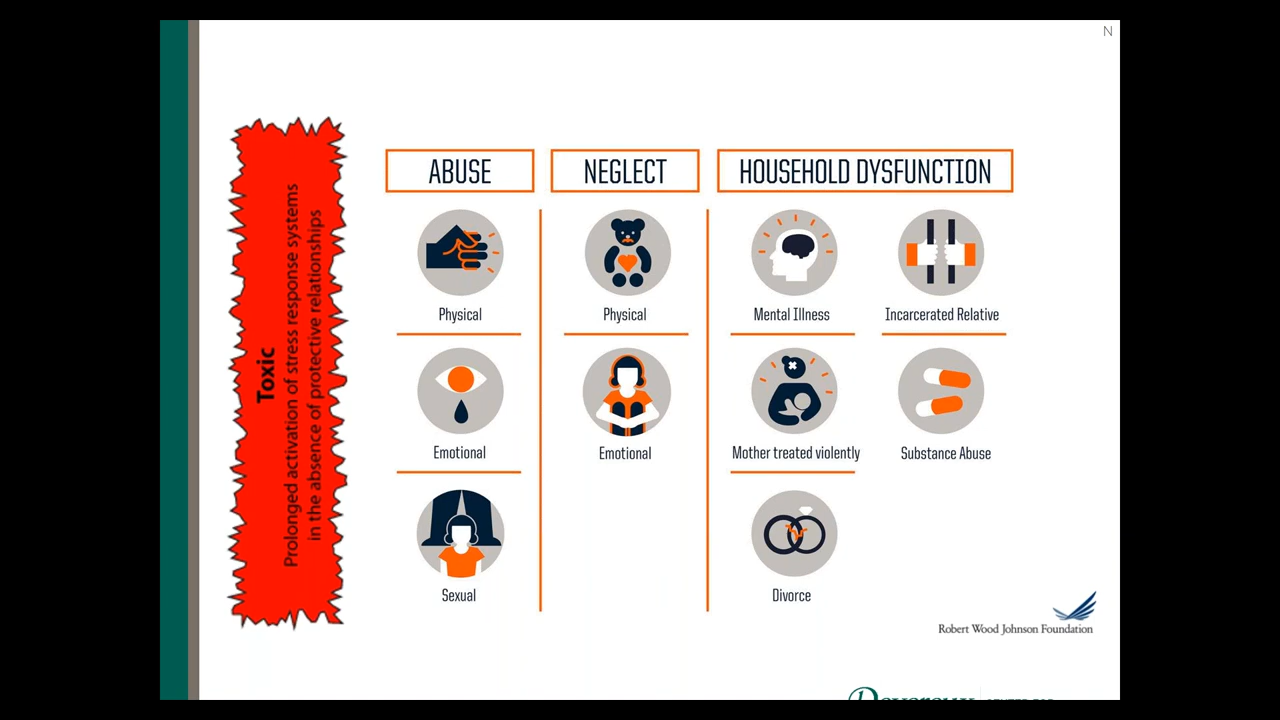 N
Toxic
Prolonged activation of stress response systems
in the absence of protective relationships
ABUSE
NEGLECT
HOUSEHOLD DYSFUNCTION
Physical
Physical
Mental Illness
Incarcerated Relative
Emotional
Emotional
Mother treated violently
Substance Abuse
Sexual
Divorce
Robert Wood Johnson Foundation